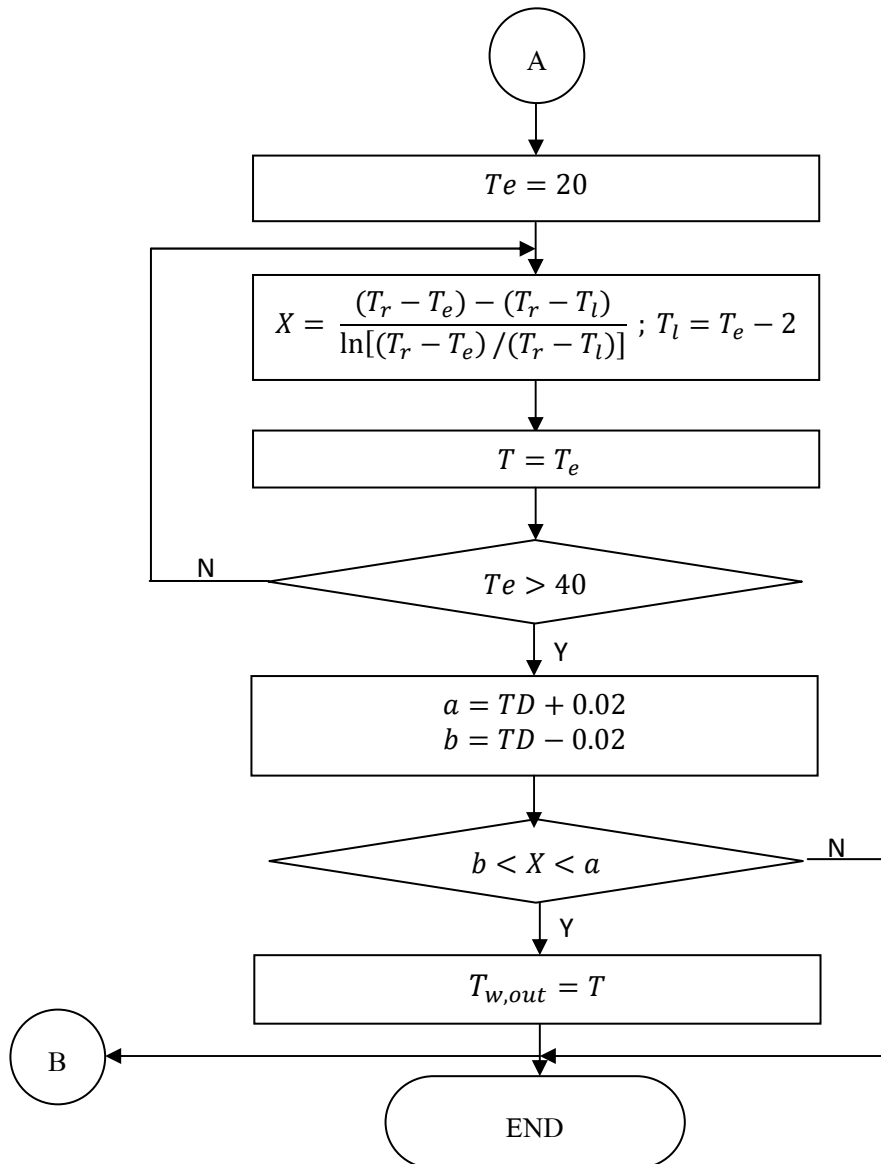 A
Te = 20
X = \frac{(T_r − T_e) − (T_r − T_l)}{\ln[(T_r − T_e) /(T_r − T_l)]} ; T_l = T_e − 2
T = T_e
N
Te > 40
Y
a = TD + 0.02
b = TD − 0.02
N
b < X < a
Y
T_{w,out} = T
B
END